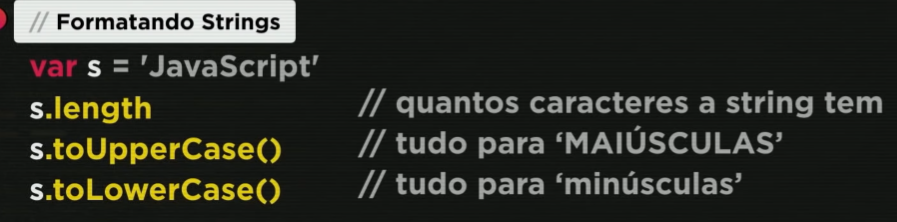 // Formatando Strings
var s = 'JavaScript'
s.length // quantos caracteres a string tem
s.toUpperCase() // tudo para ‘MAIÚSCULAS’
s.toLowerCase() // tudo para ‘minúsculas’